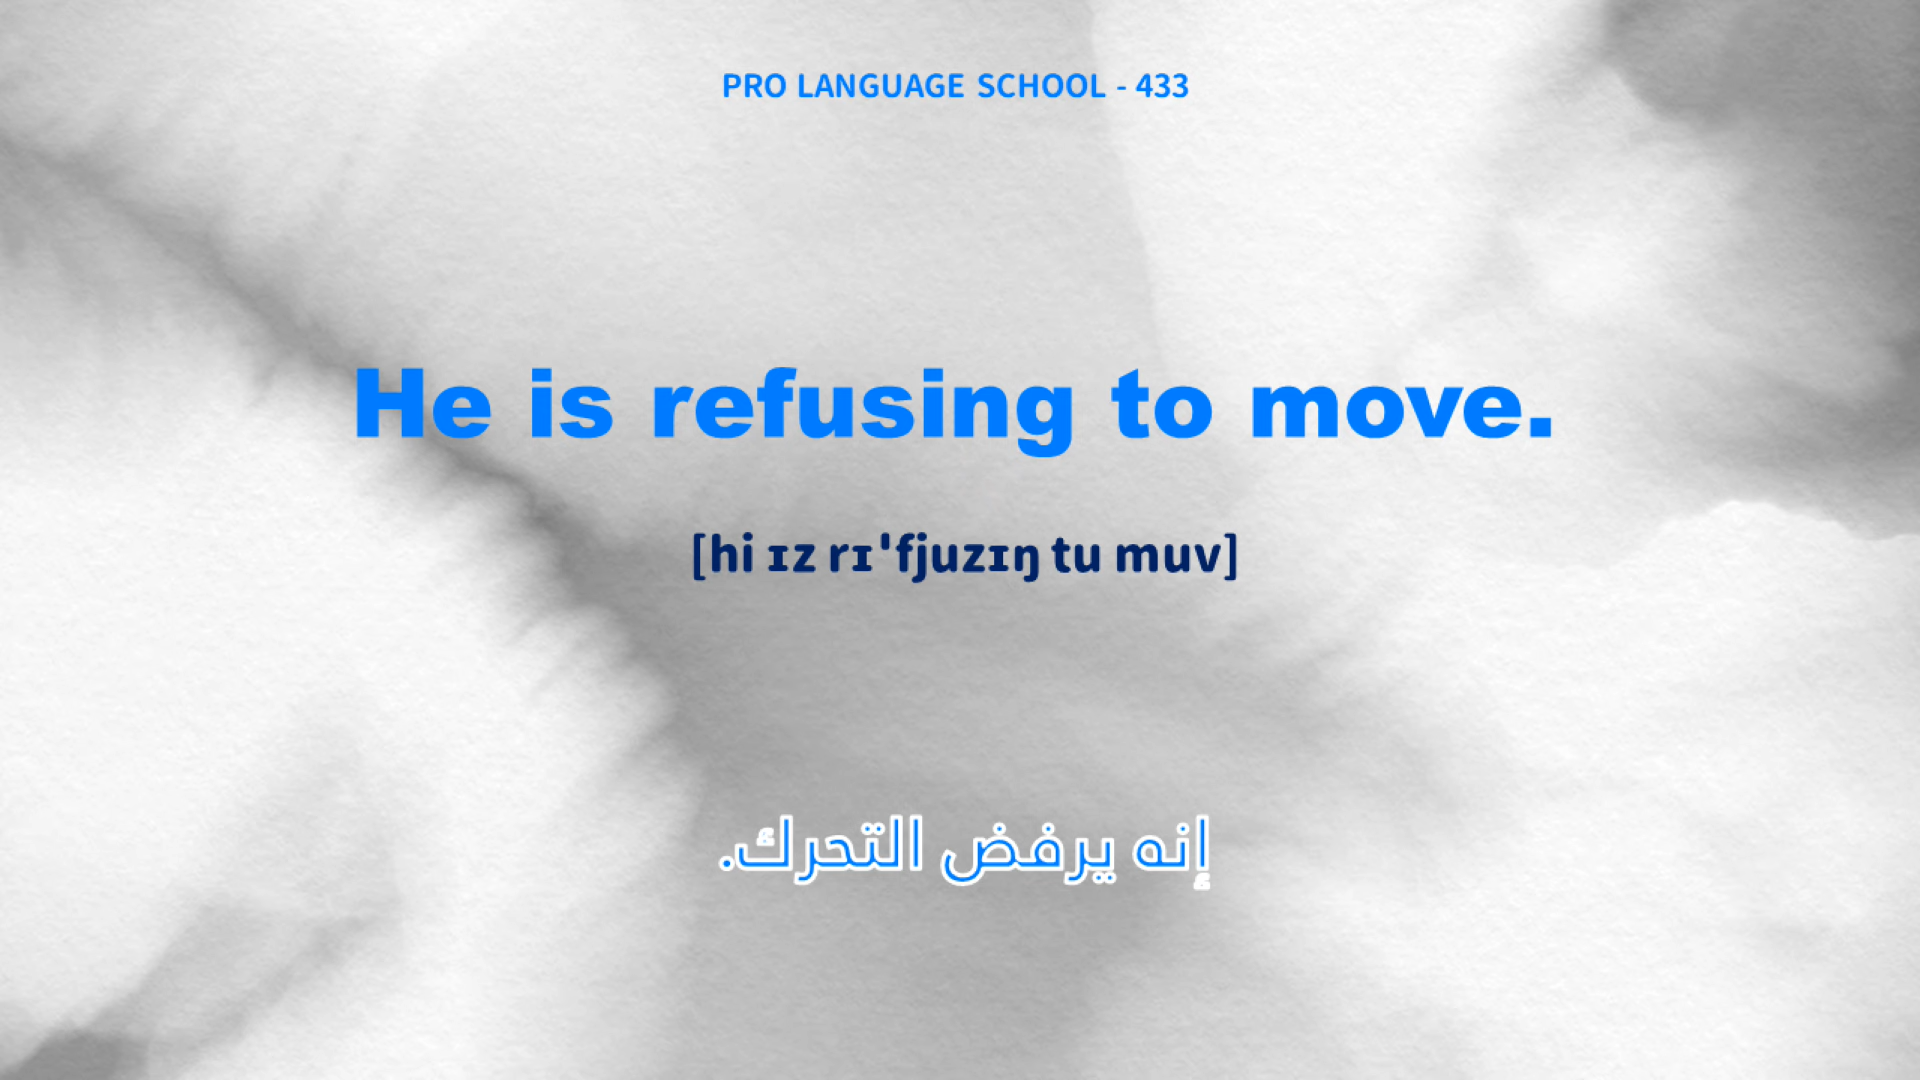 PRO LANGUAGE SCHOOL - 433
He is refusing to move.
[hi ɪz rɪˈfjuzɪŋ tu muv]
إنه يرفض التحرك.